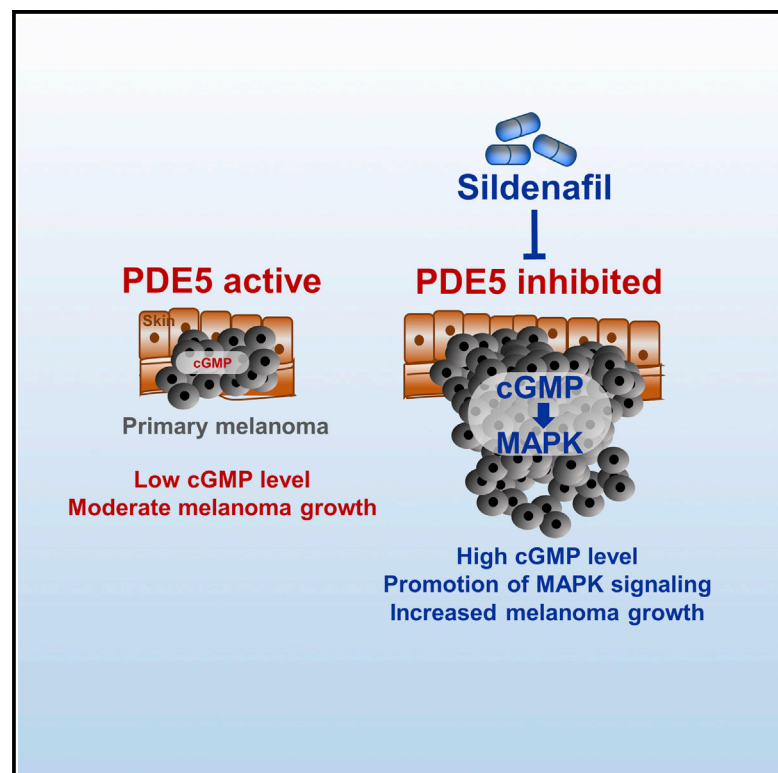 Sildenafil
PDE5 active
Skin
cGMP
Primary melanoma
Low cGMP level
Moderate melanoma growth
PDE5 inhibited
cGMP
MAPK
High cGMP level
Promotion of MAPK signaling
Increased melanoma growth